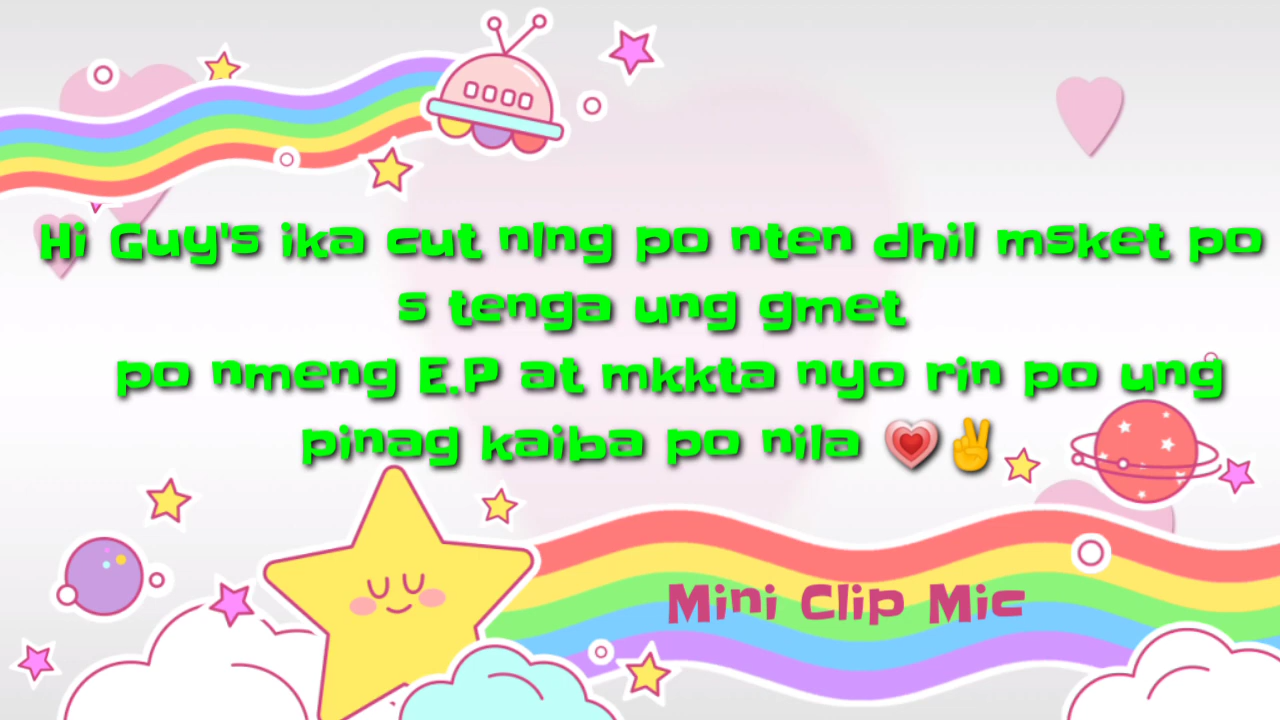 Hi Guy's ika cut nlng po nten dhil msket po
s tenga ung gmet
po nmeng E.P at mkkta nyo rin po ung
pinag kaiba po nila 💗✌
Mini Clip Mic